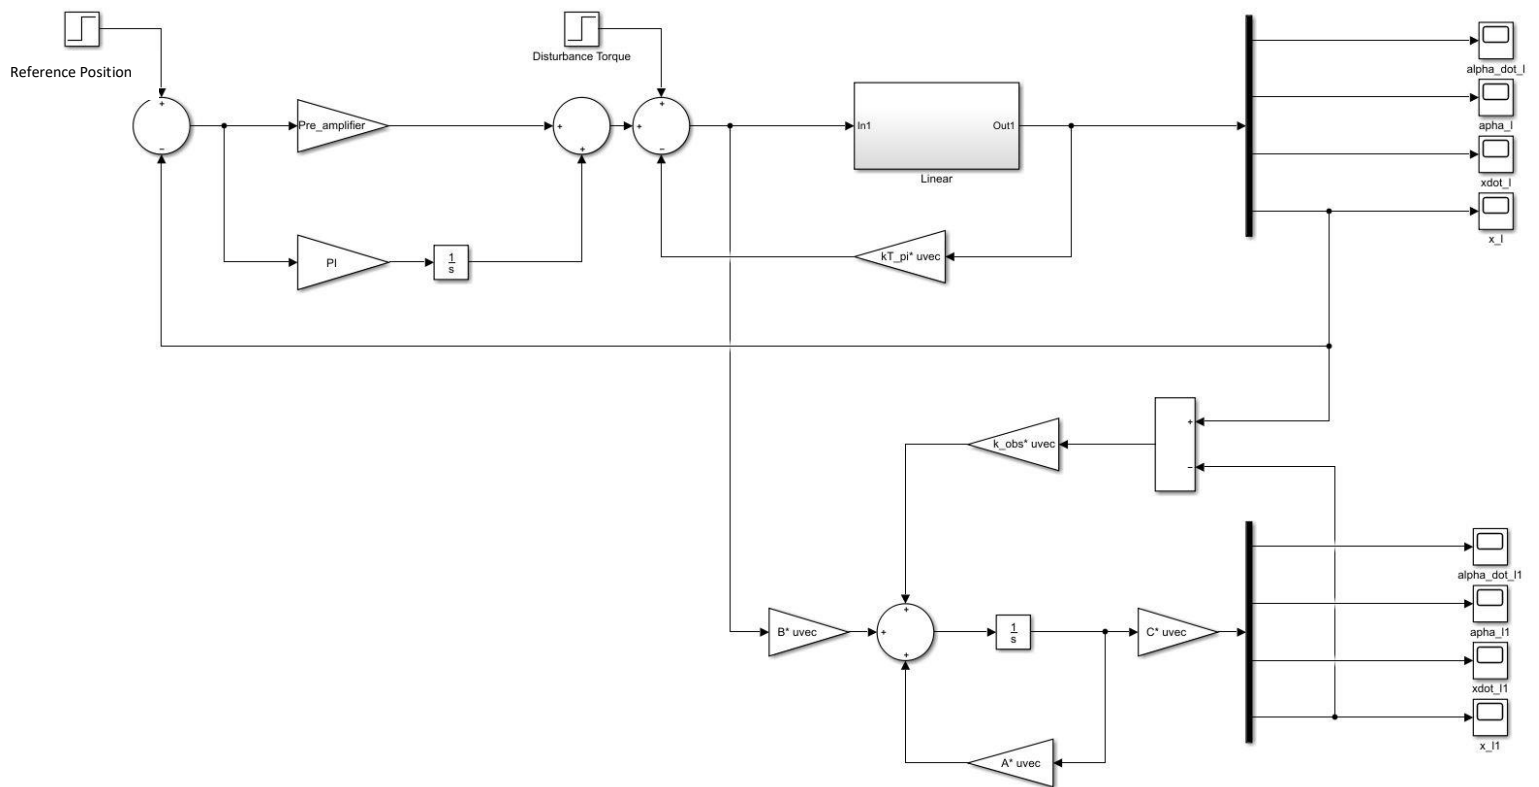 Disturbance Torque
Reference Position
alpha_dot_l
+
+
Pre_amplifier
+
+
In1
Out1
apha_l
−
+
−
Linear
xdot_l
x_l
PI
1
s
kT_pi* uvec
+
k_obs* uvec
−
alpha_dot_l1
+
B* uvec
+
1
s
C* uvec
apha_l1
+
xdot_l1
A* uvec
x_l1